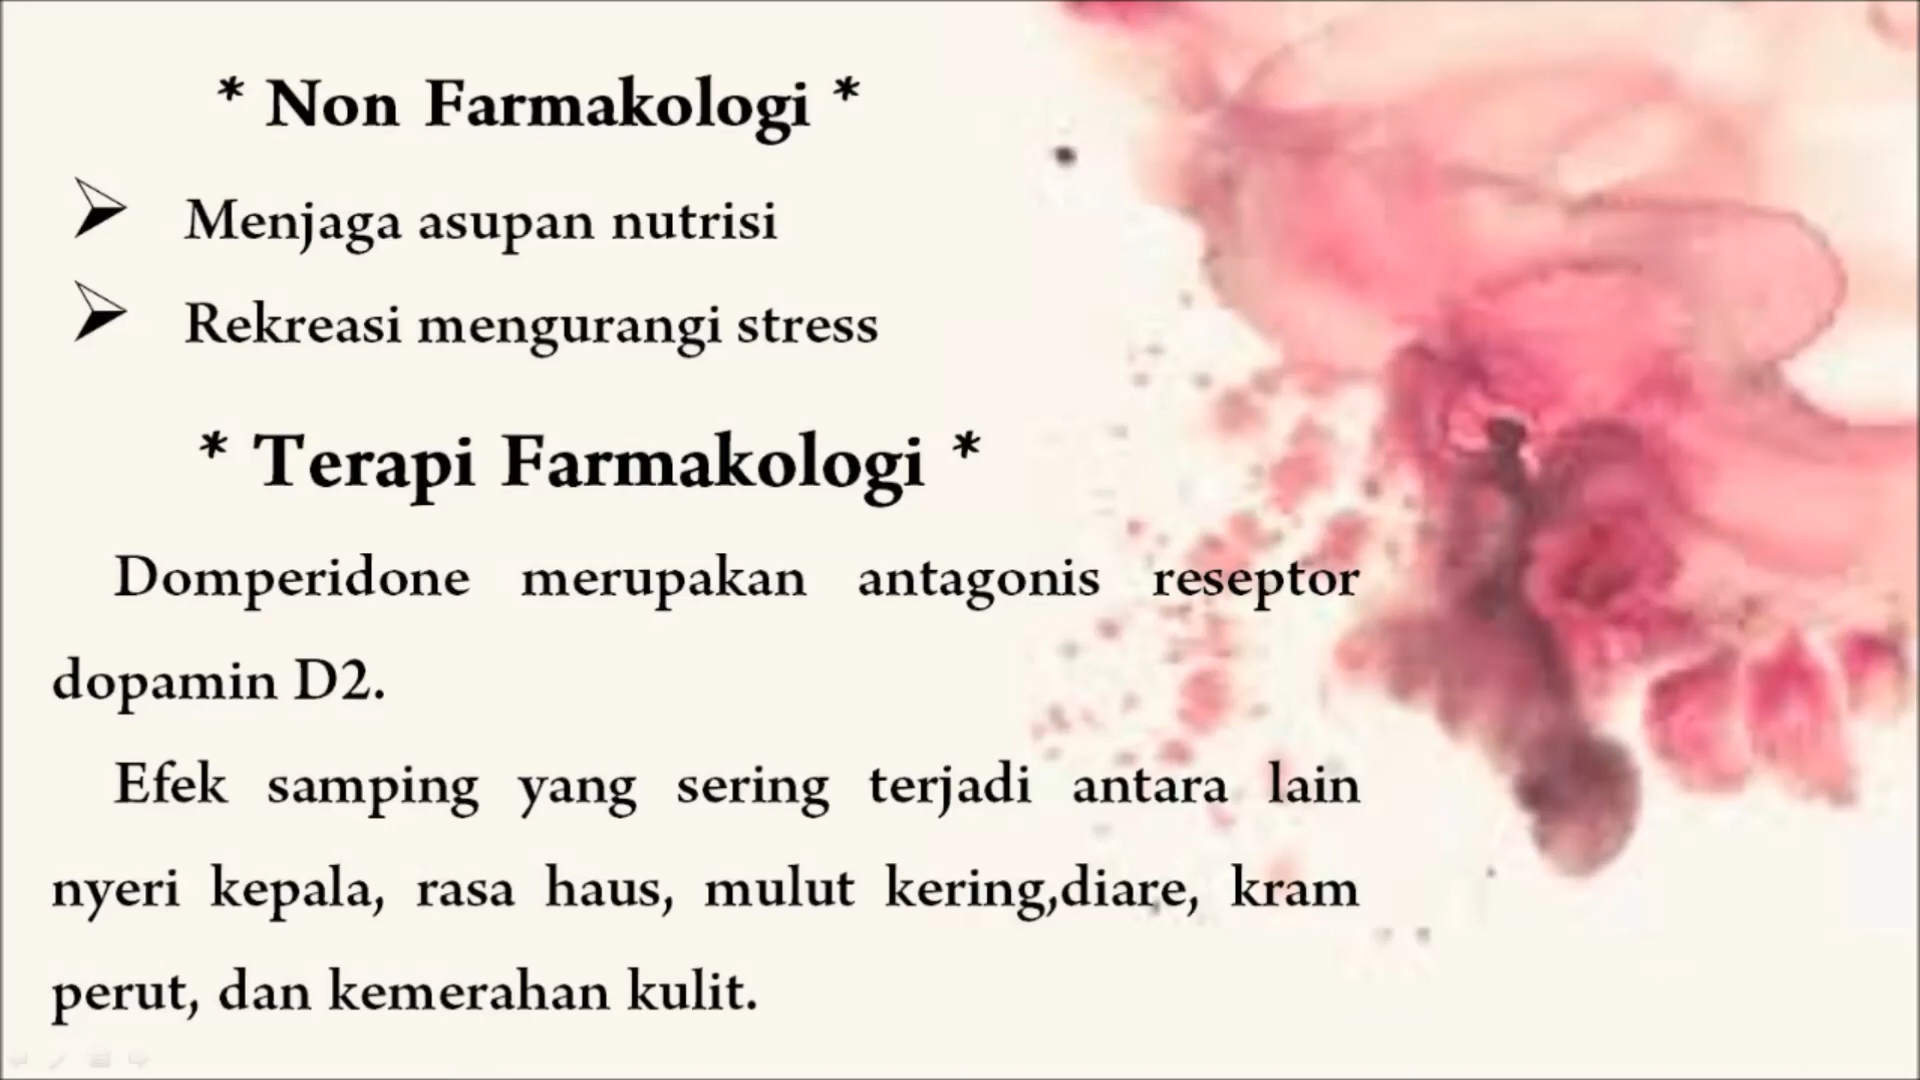 * Non Farmakologi *
Menjaga asupan nutrisi
Rekreasi mengurangi stress
* Terapi Farmakologi *
Domperidone merupakan antagonis reseptor
dopamin D2.
Efek samping yang sering terjadi antara lain
nyeri kepala, rasa haus, mulut kering,diare, kram
perut, dan kemerahan kulit.